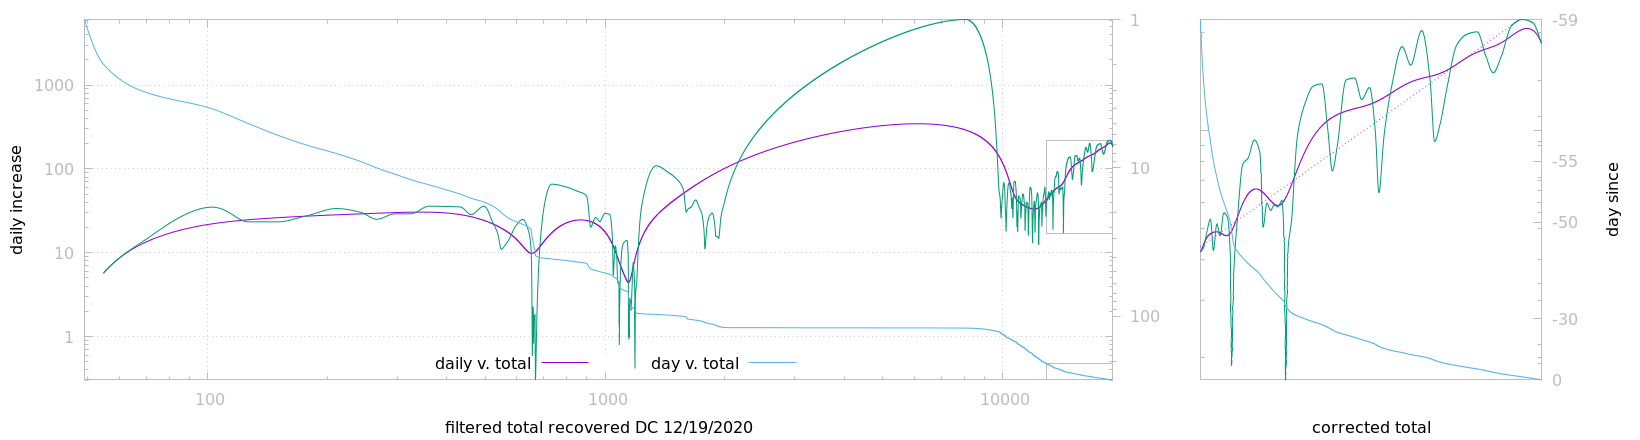 1
-59
1000
10
100
-55
-50
10
daily increase
day since
100
-30
1
daily v. total
day v. total
0
100
1000
10000
filtered total recovered DC 12/19/2020
corrected total